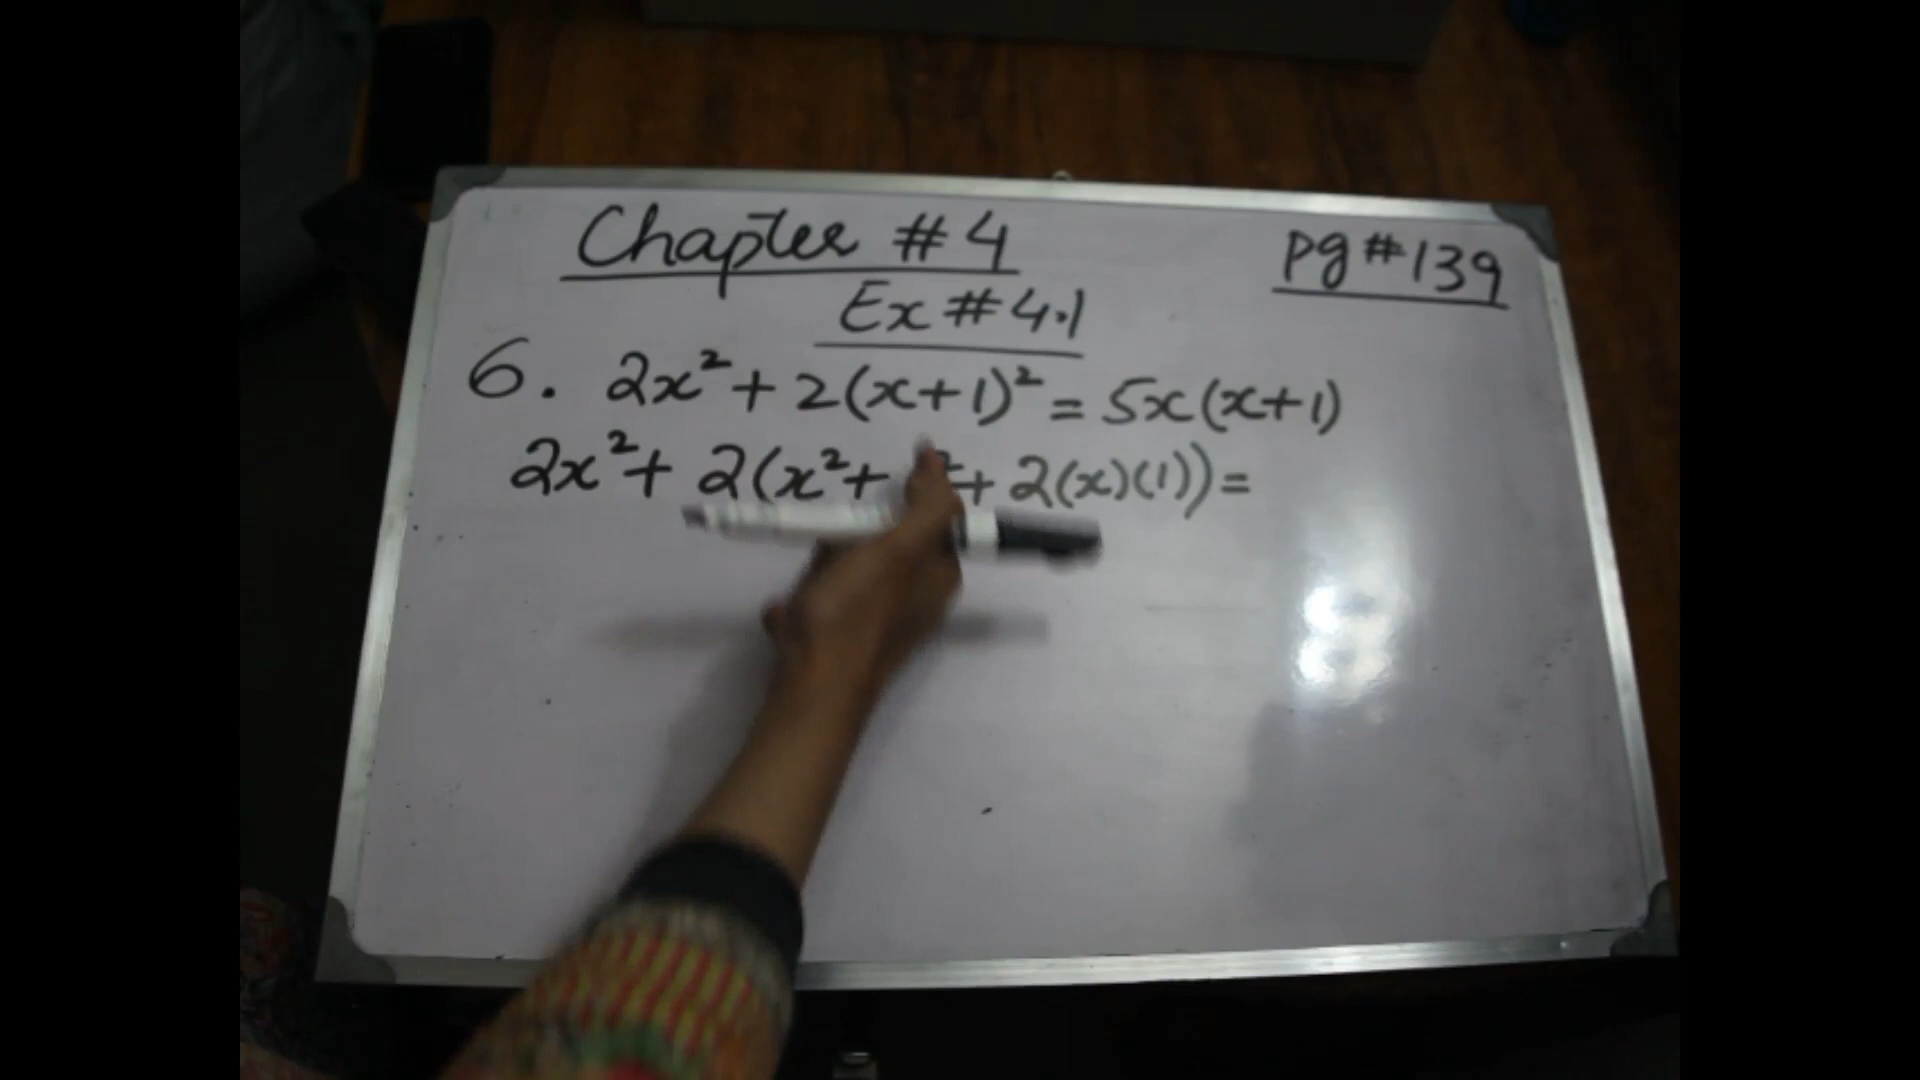 Chapter #4
pg #139
Ex #4.1
6. 2x² + 2(x+1)² = 5x(x+1)
2x² + 2(x² + ² + 2(x)(1)) =